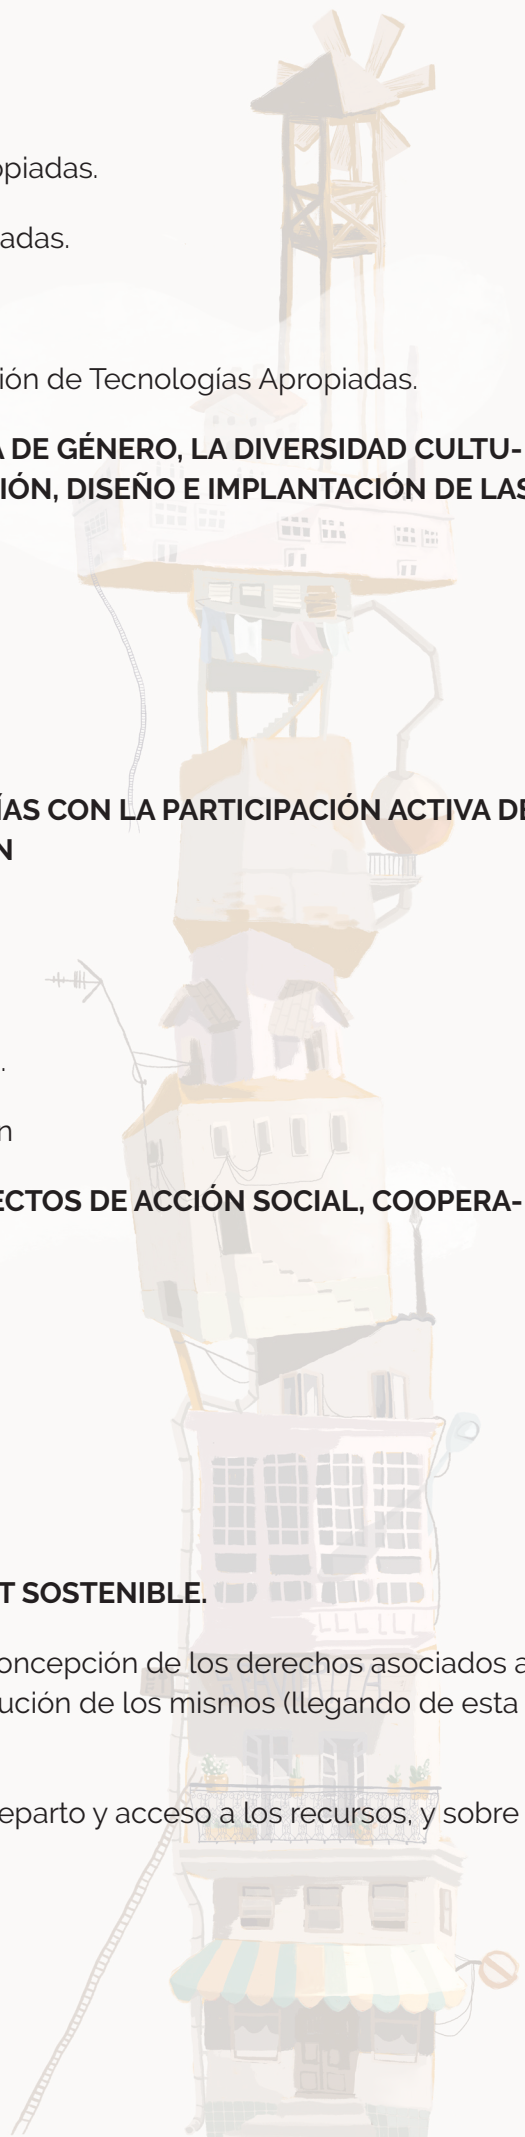 opiadas.
adas.
ión de Tecnologías Apropiadas.
A DE GÉNERO, LA DIVERSIDAD CULTU-
IÓN, DISEÑO E IMPLANTACIÓN DE LAS
ÍAS CON LA PARTICIPACIÓN ACTIVA DE
N
.
n
ECTOS DE ACCIÓN SOCIAL, COOPERA-
T SOSTENIBLE.
oncepción de los derechos asociados a
ución de los mismos (llegando de esta
eparto y acceso a los recursos, y sobre